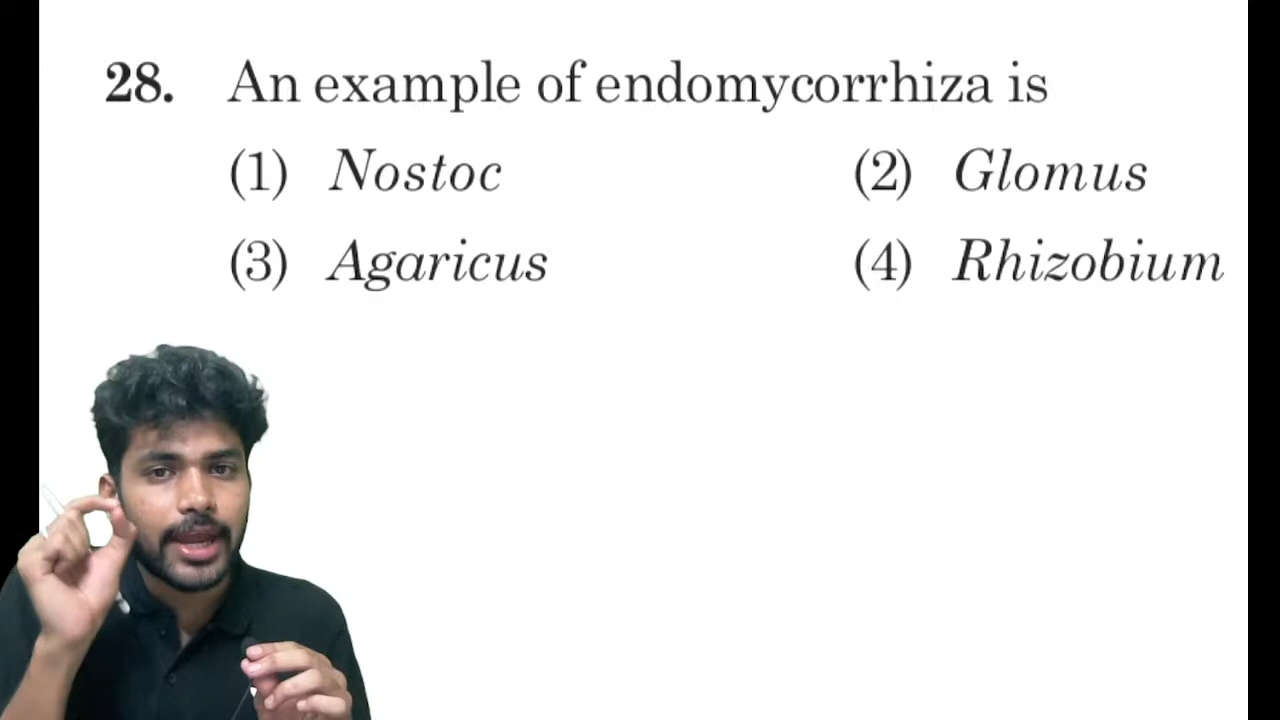 28. An example of endomycorrhiza is
(1) Nostoc (2) Glomus
(3) Agaricus (4) Rhizobium